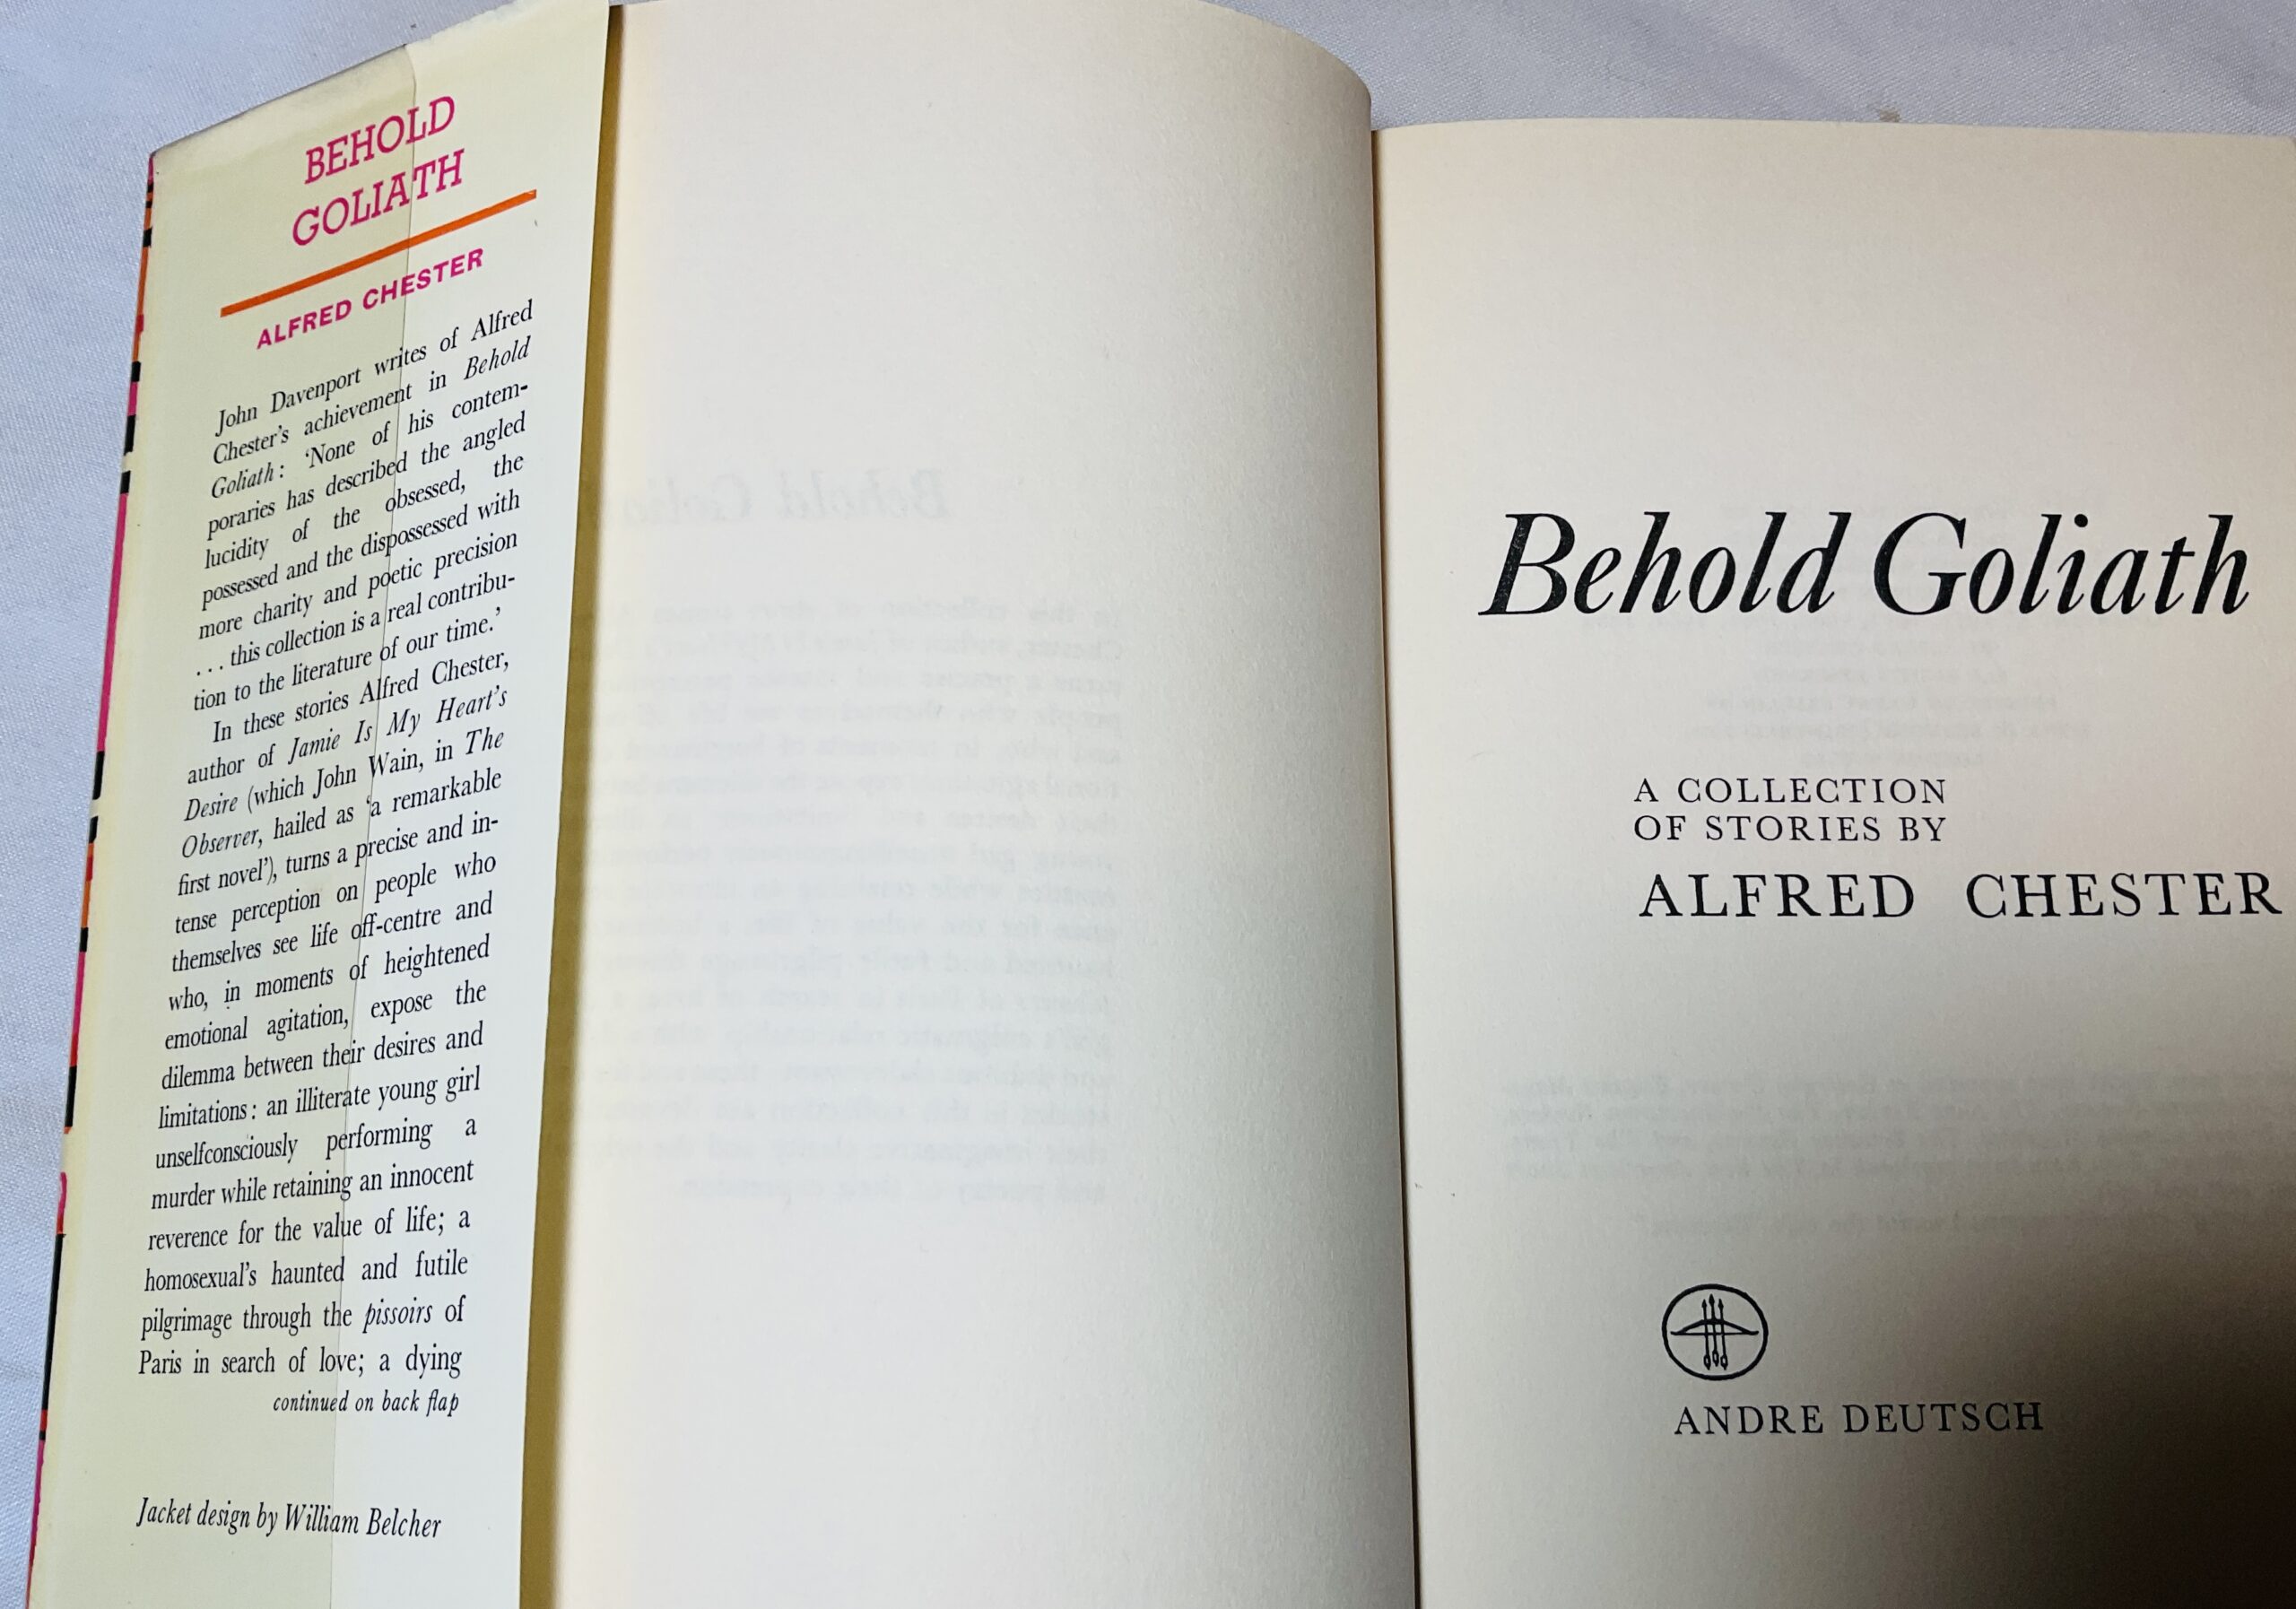 BEHOLD
GOLIATH
ALFRED CHESTER
John Davenport writes of Alfred
Chester's achievement in Behold
Goliath: 'None of his contem-
poraries has described the angled
lucidity of the obsessed, the
possessed and the dispossessed with
more charity and poetic precision
. . . this collection is a real contribu-
tion to the literature of our time.'
In these stories Alfred Chester,
author of Jamie Is My Heart's
Desire (which John Wain, in The
Observer, hailed as 'a remarkable
first novel'), turns a precise and in-
tense perception on people who
themselves see life off-centre and
who, in moments of heightened
emotional agitation, expose the
dilemma between their desires and
limitations: an illiterate young girl
unselfconsciously performing a
murder while retaining an innocent
reverence for the value of life; a
homosexual's haunted and futile
pilgrimage through the pissoirs of
Paris in search of love; a dying
continued on back flap
Jacket design by William Belcher
Behold Goliath
A COLLECTION
OF STORIES BY
ALFRED CHESTER
ANDRE DEUTSCH